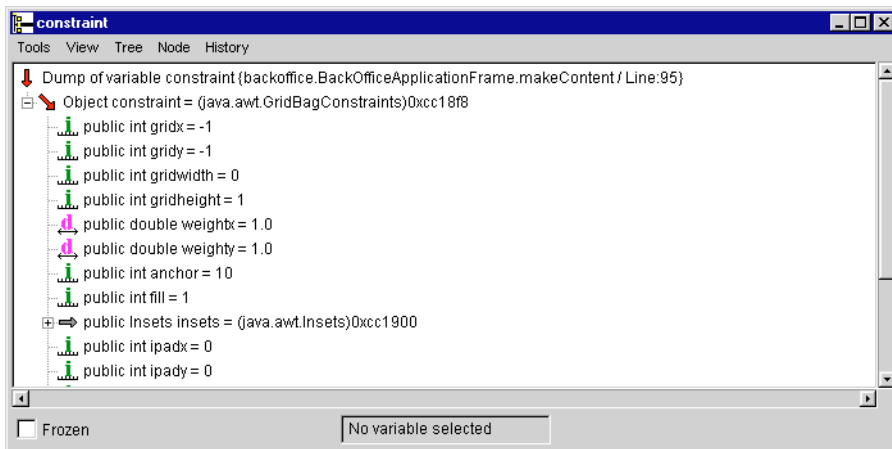 constraint
Tools View Tree Node History
Dump of variable constraint {backoffice.BackOfficeApplicationFrame.makeContent / Line:95}
Object constraint = (java.awt.GridBagConstraints)0xcc18f8
i public int gridx = -1
i public int gridy = -1
i public int gridwidth = 0
i public int gridheight = 1
d public double weightx = 1.0
d public double weighty = 1.0
i public int anchor = 10
i public int fill = 1
public Insets insets = (java.awt.Insets)0xcc1900
i public int ipadx = 0
i public int ipady = 0
Frozen No variable selected